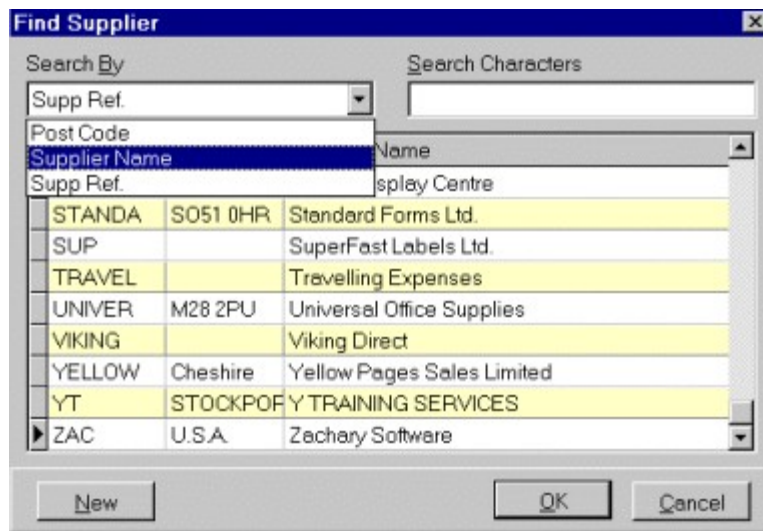 Find Supplier
Search By
Search Characters
Supp Ref.
Post Code
Supplier Name
Supp Ref.
Name
splay Centre
STANDA SO51 0HR Standard Forms Ltd.
SUP SuperFast Labels Ltd.
TRAVEL Travelling Expenses
UNIVER M28 2PU Universal Office Supplies
VIKING Viking Direct
YELLOW Cheshire Yellow Pages Sales Limited
YT STOCKPOR Y TRAINING SERVICES
ZAC U.S.A. Zachary Software
New OK Cancel